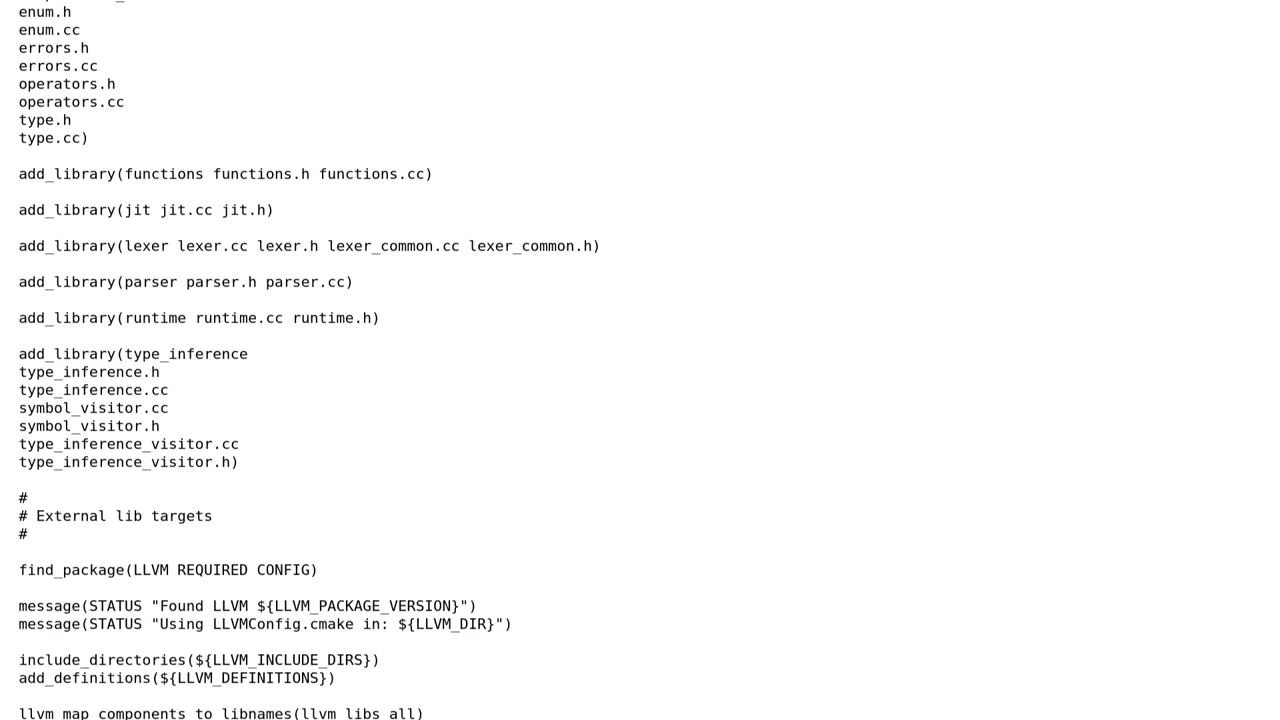 enum.h
enum.cc
errors.h
errors.cc
operators.h
operators.cc
type.h
type.cc)

add_library(functions functions.h functions.cc)

add_library(jit jit.cc jit.h)

add_library(lexer lexer.cc lexer.h lexer_common.cc lexer_common.h)

add_library(parser parser.h parser.cc)

add_library(runtime runtime.cc runtime.h)

add_library(type_inference
type_inference.h
type_inference.cc
symbol_visitor.cc
symbol_visitor.h
type_inference_visitor.cc
type_inference_visitor.h)

#
# External lib targets
#

find_package(LLVM REQUIRED CONFIG)

message(STATUS "Found LLVM ${LLVM_PACKAGE_VERSION}")
message(STATUS "Using LLVMConfig.cmake in: ${LLVM_DIR}")

include_directories(${LLVM_INCLUDE_DIRS})
add_definitions(${LLVM_DEFINITIONS})

llvm_map_components_to_libnames(llvm_libs all)